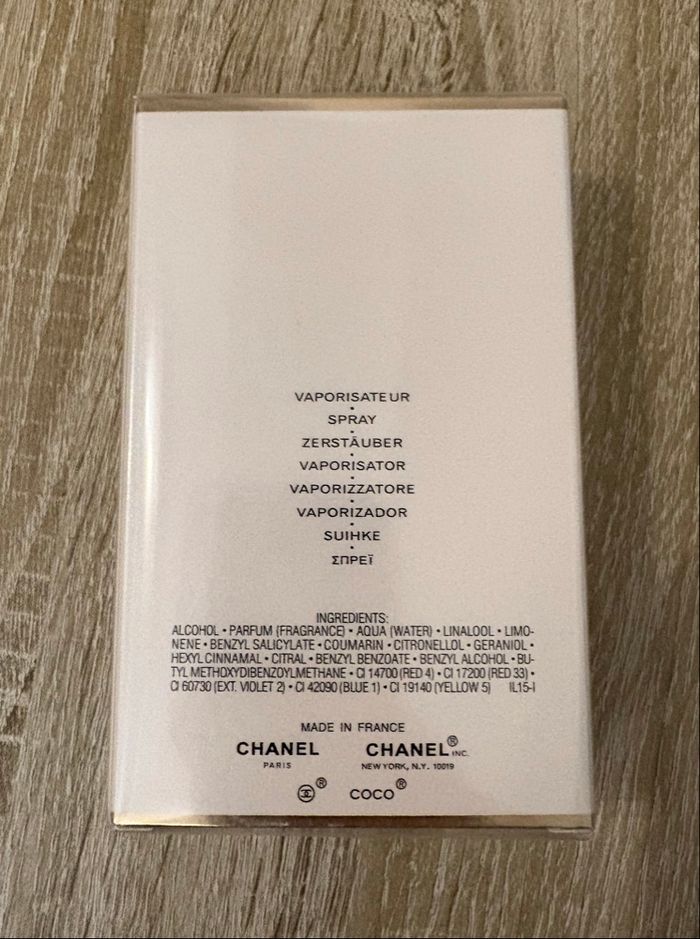 VAPORISATEUR
•
SPRAY
•
ZERSTÄUBER
•
VAPORISATOR
•
VAPORIZZATORE
•
VAPORIZADOR
•
SUIHKE
•
ΣΠΡΕΪ
INGREDIENTS:
ALCOHOL • PARFUM (FRAGRANCE) • AQUA (WATER) • LINALOOL • LIMO-
NENE • BENZYL SALICYLATE • COUMARIN • CITRONELLOL • GERANIOL •
HEXYL CINNAMAL • CITRAL • BENZYL BENZOATE • BENZYL ALCOHOL • BU-
TYL METHOXYDIBENZOYLMETHANE • CI 14700 (RED 4) • CI 17200 (RED 33) •
CI 60730 (EXT. VIOLET 2) • CI 42090 (BLUE 1) • CI 19140 (YELLOW 5) IL15-I
MADE IN FRANCE
CHANEL CHANEL® INC.
PARIS NEW YORK, N.Y. 10019
® COCO®